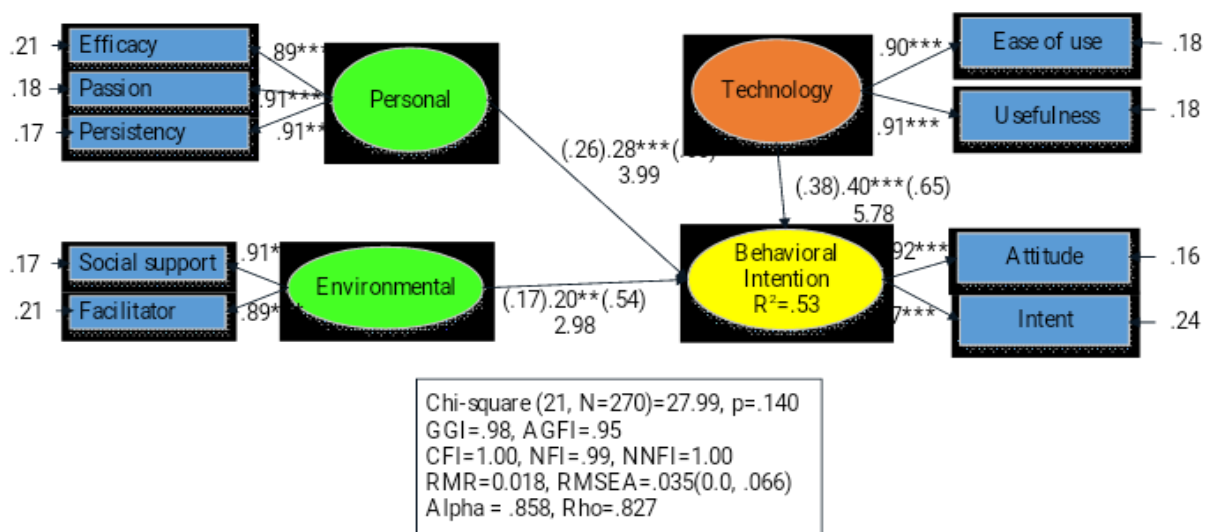 .21
Efficacy
.89***
.18
Passion
.91***
.17
Persistency
.91**
Personal
Technology
.90***
Ease of use
.18
.91***
Usefulness
.18
(.26).28***
3.99
(.38).40***(.65)
5.78
.17
Social support
.91*
.21
Facilitator
.89*
Environmental
(.17).20**(.54)
2.98
Behavioral
Intention
R²=.53
92***
Attitude
.16
7***
Intent
.24
Chi-square (21, N=270)=27.99, p=.140
GGI=.98, AGFI=.95
CFI=1.00, NFI=.99, NNFI=1.00
RMR=0.018, RMSEA=.035(0.0, .066)
Alpha = .858, Rho=.827